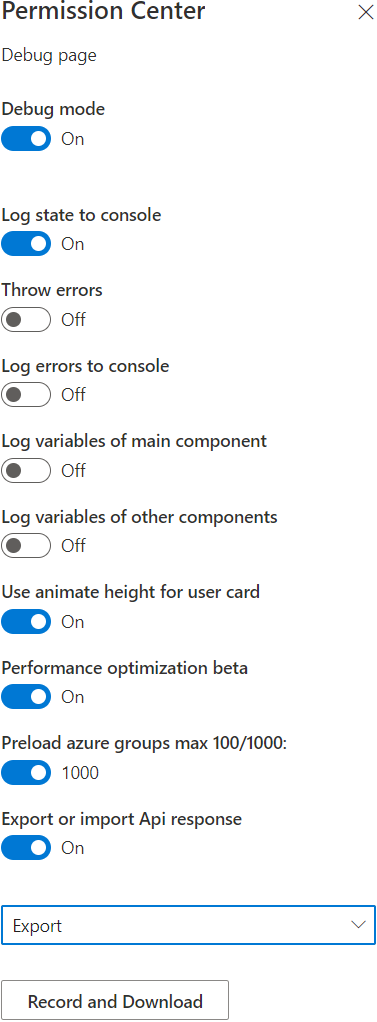 Permission Center
Debug page
Debug mode
On
Log state to console
On
Throw errors
Off
Log errors to console
Off
Log variables of main component
Off
Log variables of other components
Off
Use animate height for user card
On
Performance optimization beta
On
Preload azure groups max 100/1000:
1000
Export or import Api response
On
Export
Record and Download